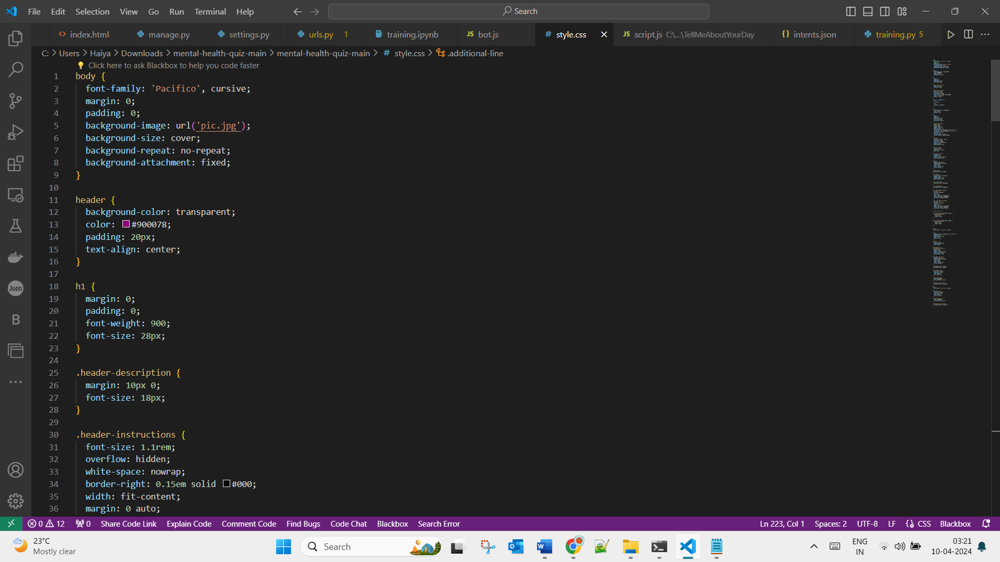 File Edit Selection View Go Run Terminal Help
Search
index.html manage.py settings.py urls.py 1 training.ipynb JS bot.js # style.css JS script.js C:\...\TellMeAboutYourDay {} intents.json training.py 5
C: > Users > Haiya > Downloads > mental-health-quiz-main > mental-health-quiz-main > # style.css > .additional-line
Click here to ask Blackbox to help you code faster
1 body {
2 font-family: 'Pacifico', cursive;
3 margin: 0;
4 padding: 0;
5 background-image: url('pic.jpg');
6 background-size: cover;
7 background-repeat: no-repeat;
8 background-attachment: fixed;
9 }
10
11 header {
12 background-color: transparent;
13 color: #900078;
14 padding: 20px;
15 text-align: center;
16 }
17
18 h1 {
19 margin: 0;
20 padding: 0;
21 font-weight: 900;
22 font-size: 28px;
23 }
24
25 .header-description {
26 margin: 10px 0;
27 font-size: 18px;
28 }
29
30 .header-instructions {
31 font-size: 1.1rem;
32 overflow: hidden;
33 white-space: nowrap;
34 border-right: 0.15em solid #000;
35 width: fit-content;
36 margin: 0 auto;
Json
B
0 12 0 Share Code Link Explain Code Comment Code Find Bugs Code Chat Blackbox Search Error Ln 223, Col 1 Spaces: 2 UTF-8 LF {} CSS Blackbox
23°C
Mostly clear
Search
ENG
IN
03:21
10-04-2024